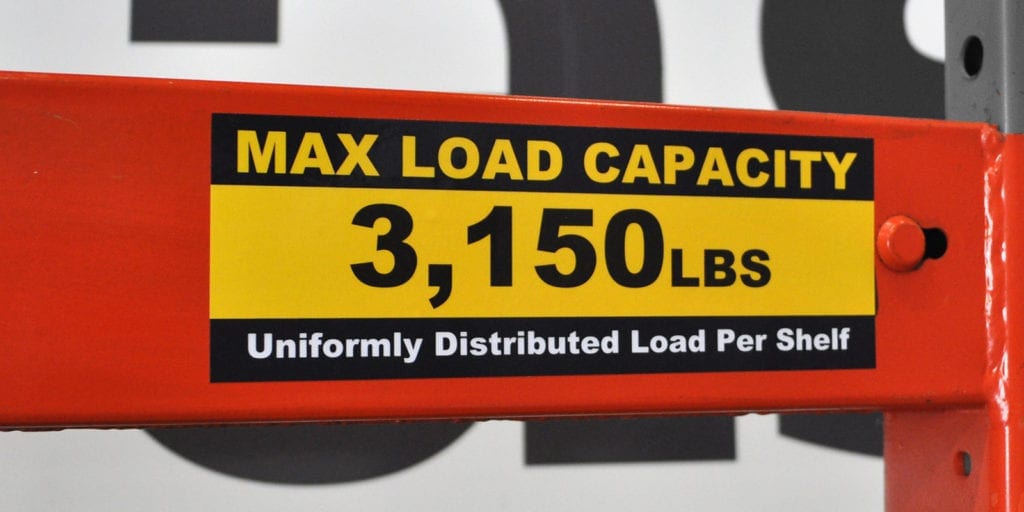 MAX LOAD CAPACITY
3,150LBS
Uniformly Distributed Load Per Shelf